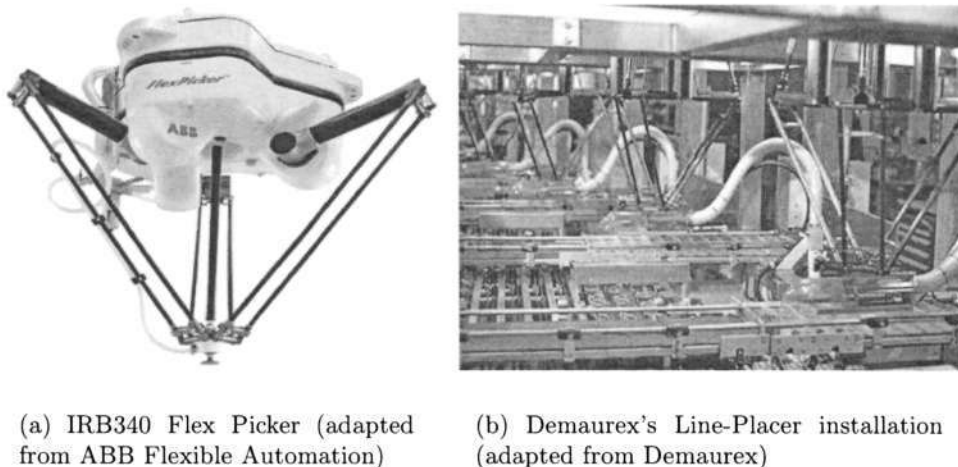 FlexPicker
ABB
(a) IRB340 Flex Picker (adapted
from ABB Flexible Automation)
(b) Demaurex's Line-Placer installation
(adapted from Demaurex)